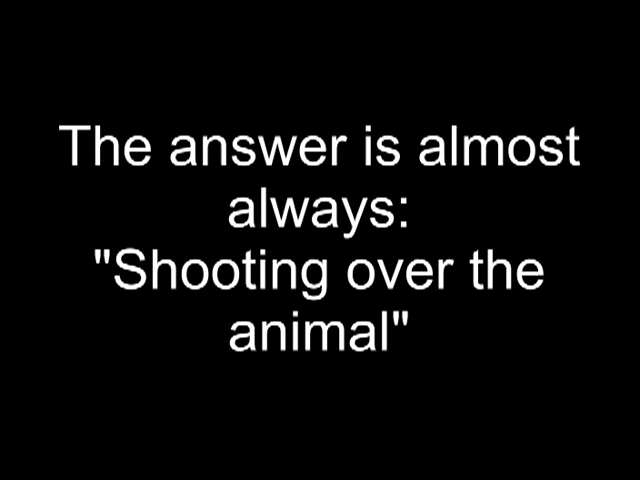 The answer is almost
always:
"Shooting over the
animal"